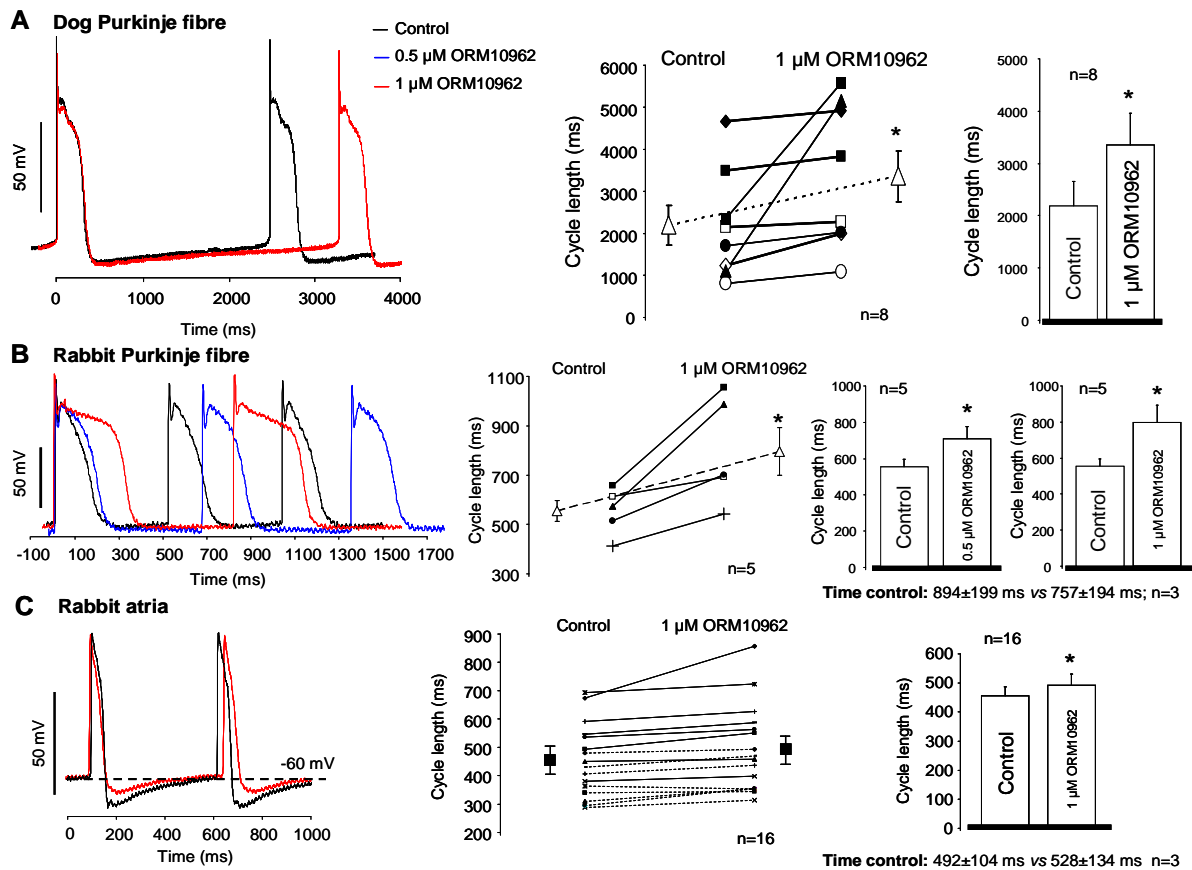 A Dog Purkinje fibre
Control
0.5 µM ORM10962
1 µM ORM10962
50 mV
0 1000 2000 3000 4000
Time (ms)
Control 1 µM ORM10962
Cycle length (ms)
6000
5000
4000
3000
2000
1000
0
*
n=8
Cycle length (ms)
5000
4000
3000
2000
1000
0
n=8
*
Control
1 µM ORM10962
B Rabbit Purkinje fibre
50 mV
-100 100 300 500 700 900 1100 1300 1500 1700
Time (ms)
Control 1 µM ORM10962
Cycle length (ms)
1100
900
700
500
300
*
n=5
Cycle length (ms)
1000
800
600
400
200
0
n=5
*
Control
0.5 µM ORM10962
Cycle length (ms)
1000
800
600
400
200
0
n=5
*
Control
1 µM ORM10962
Time control: 894±199 ms vs 757±194 ms; n=3
C Rabbit atria
50 mV
-60 mV
0 200 400 600 800 1000
Time (ms)
Control 1 µM ORM10962
Cycle length (ms)
900
800
700
600
500
400
300
200
n=16
Cycle length (ms)
600
500
400
300
200
100
0
n=16
*
Control
1 µM ORM10962
Time control: 492±104 ms vs 528±134 ms n=3